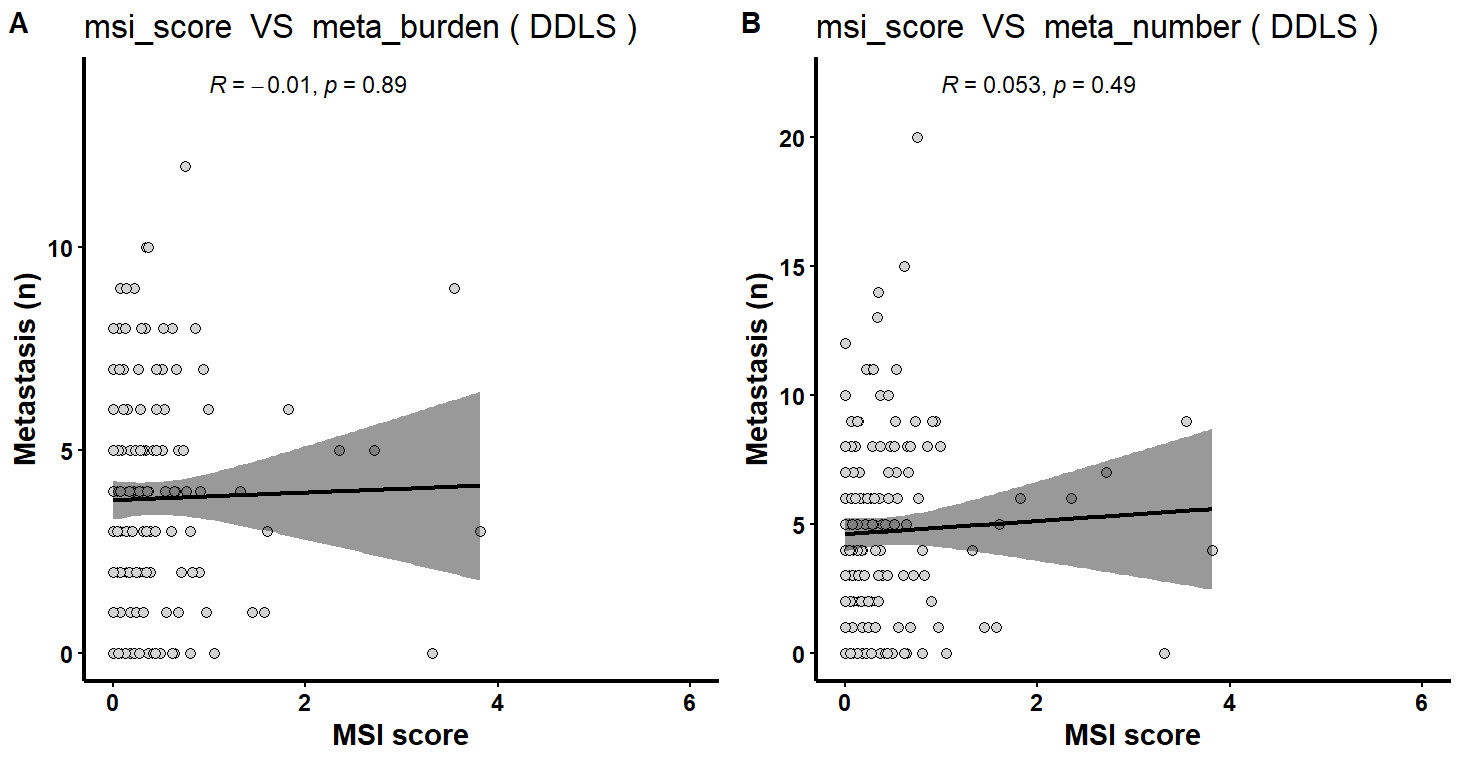 A
msi_score VS meta_burden ( DDLS )
R = −0.01, p = 0.89
Metastasis (n)
10
5
0
0 2 4 6
MSI score
B
msi_score VS meta_number ( DDLS )
R = 0.053, p = 0.49
Metastasis (n)
20
15
10
5
0
0 2 4 6
MSI score